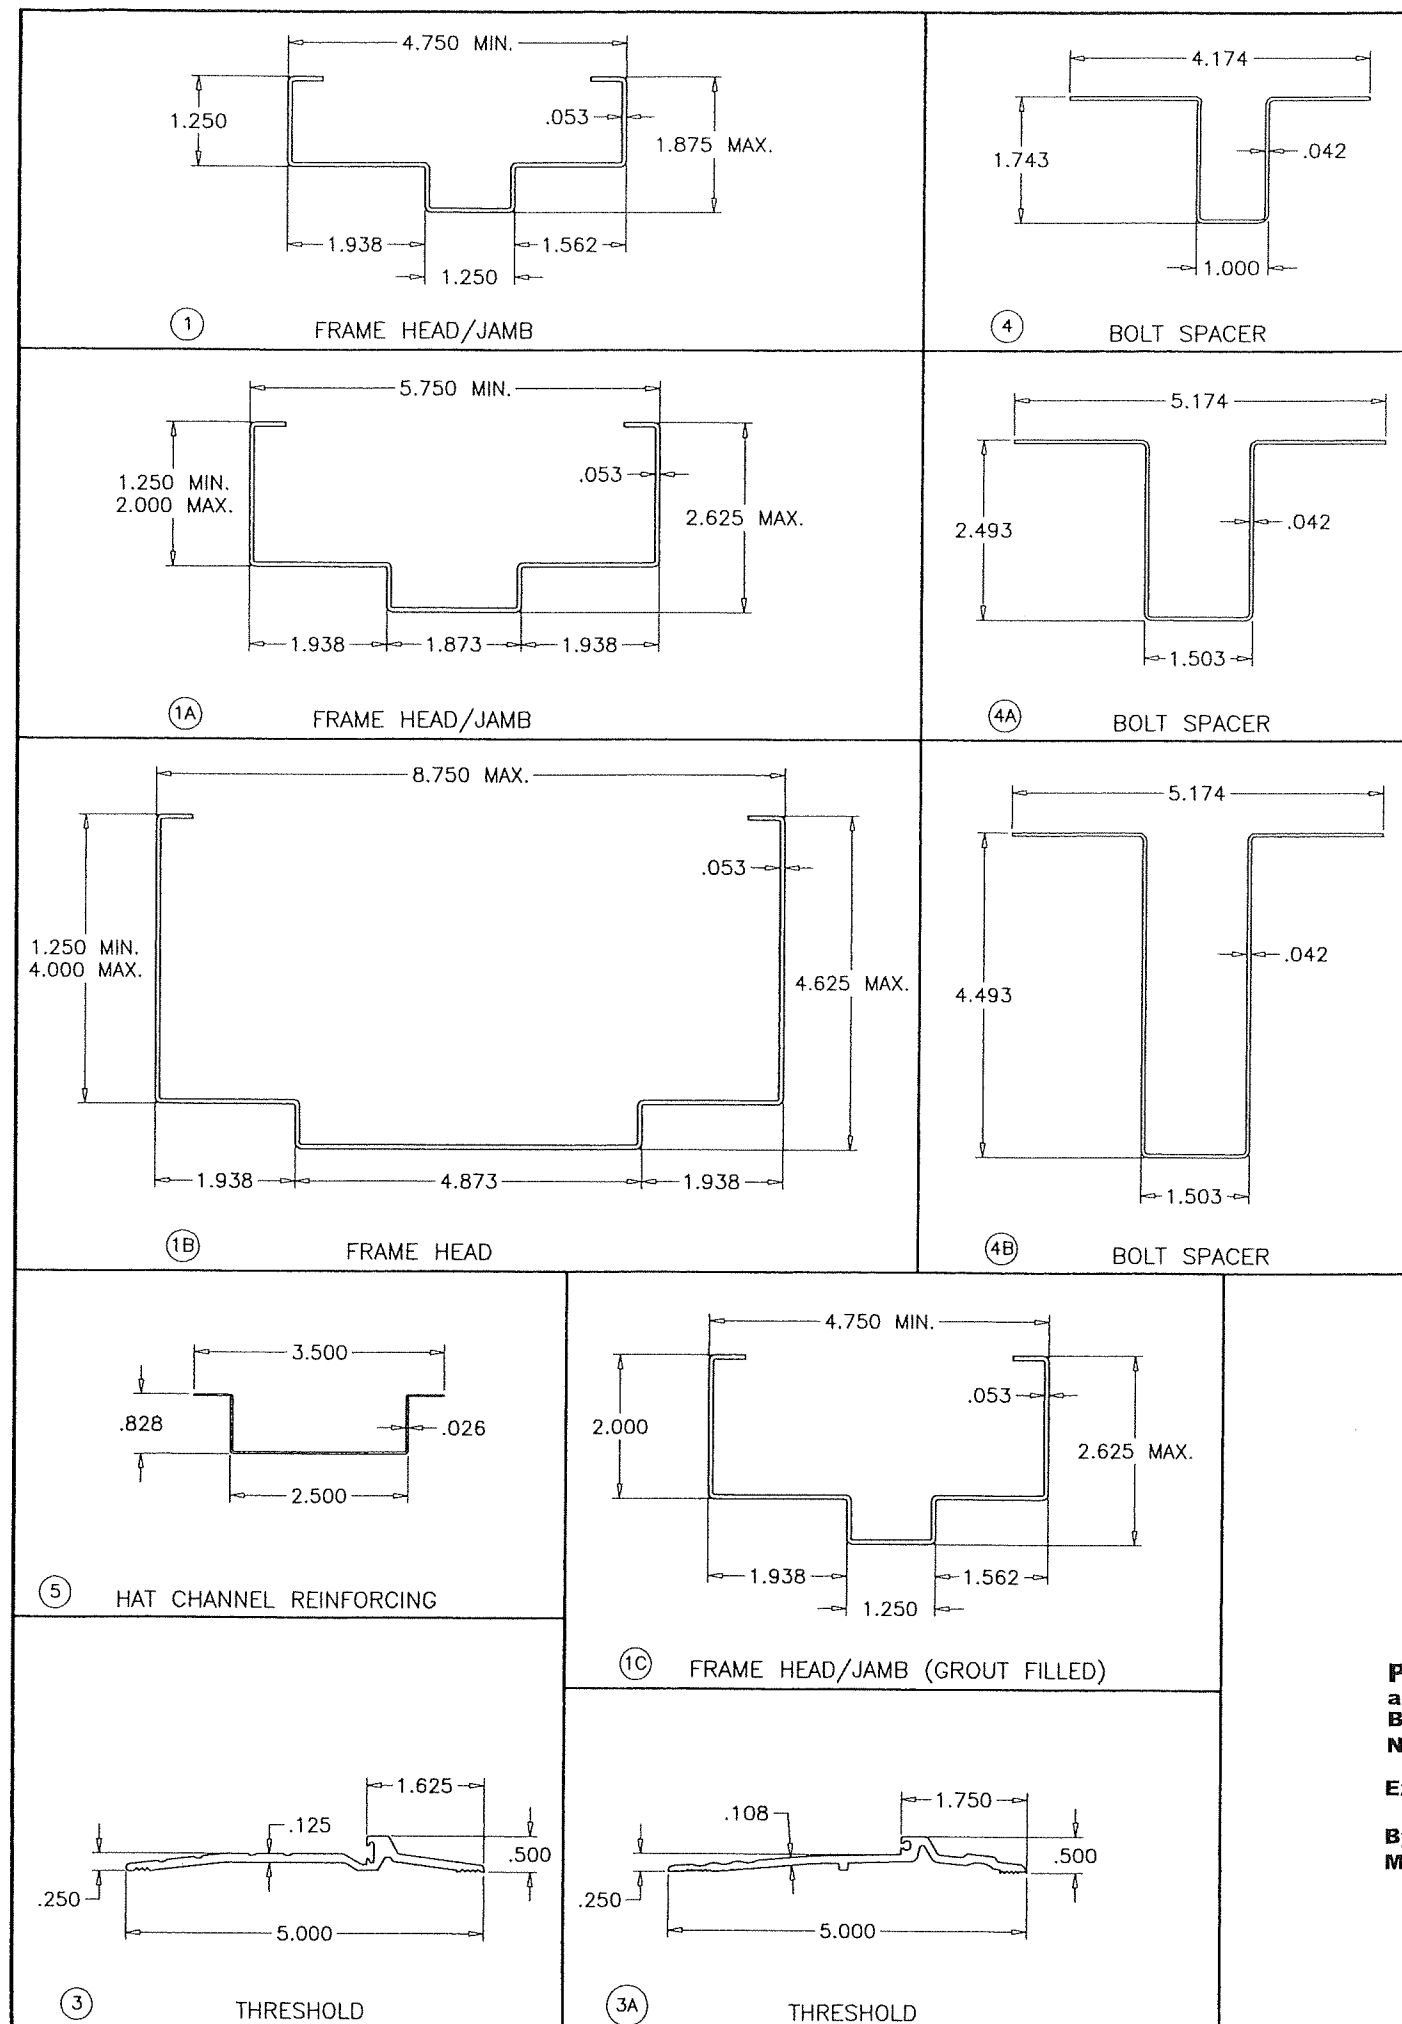 4.750 MIN.
1.250
.053
1.875 MAX.
1.938
1.562
1.250
1 FRAME HEAD/JAMB
4.174
1.743
.042
1.000
4 BOLT SPACER
5.750 MIN.
1.250 MIN.
2.000 MAX.
.053
2.625 MAX.
1.938
1.873
1.938
1A FRAME HEAD/JAMB
5.174
2.493
.042
1.503
4A BOLT SPACER
8.750 MAX.
.053
1.250 MIN.
4.000 MAX.
4.625 MAX.
1.938
4.873
1.938
1B FRAME HEAD
5.174
.042
4.493
1.503
4B BOLT SPACER
3.500
.828
.026
2.500
5 HAT CHANNEL REINFORCING
4.750 MIN.
.053
2.000
2.625 MAX.
1.938
1.562
1.250
1C FRAME HEAD/JAMB (GROUT FILLED)
1.625
.125
.500
.250
5.000
3 THRESHOLD
1.750
.108
.500
.250
5.000
3A THRESHOLD
P
a
B
N